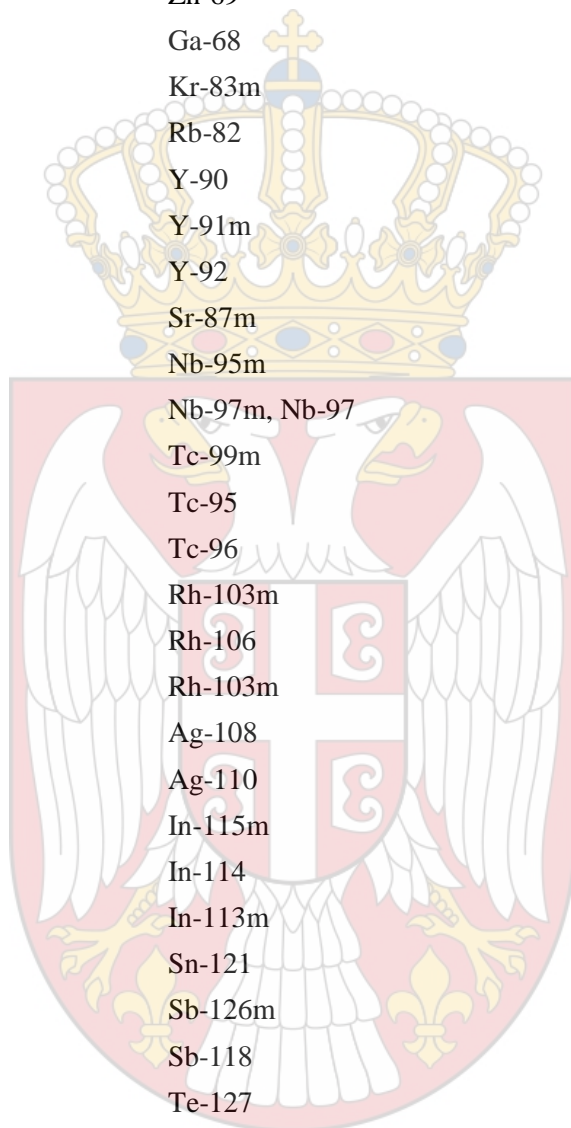 Ga-68
Kr-83m
Rb-82
Y-90
Y-91m
Y-92
Sr-87m
Nb-95m
Nb-97m, Nb-97
Tc-99m
Tc-95
Tc-96
Rh-103m
Rh-106
Rh-103m
Ag-108
Ag-110
In-115m
In-114
In-113m
Sn-121
Sb-126m
Sb-118
Te-127